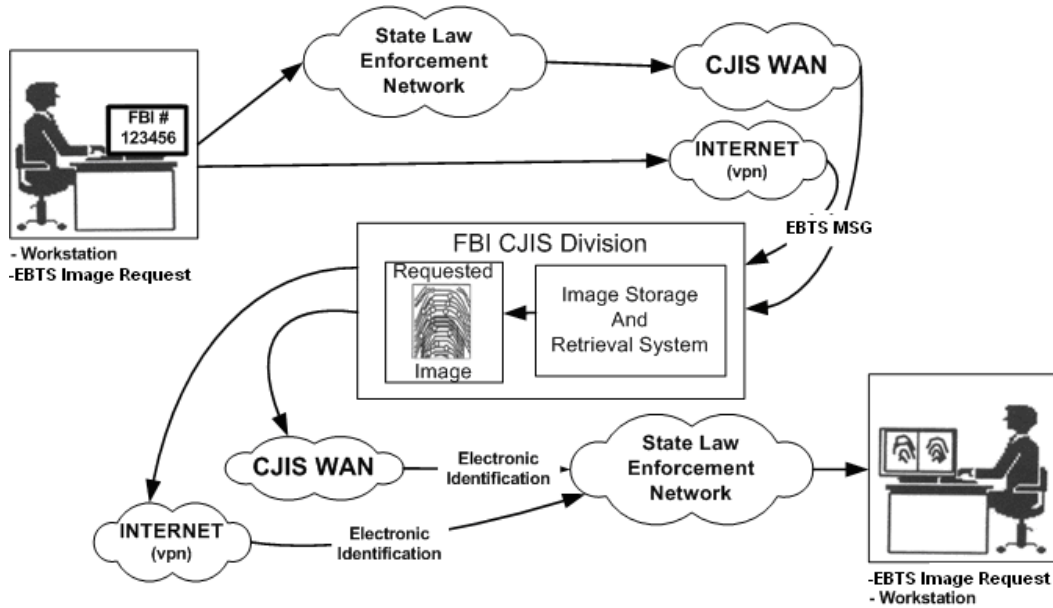 State Law
Enforcement
Network
CJIS WAN
FBI #
123456
INTERNET
(vpn)
EBTS MSG
- Workstation
-EBTS Image Request
FBI CJIS Division
Requested
Image
Image Storage
And
Retrieval System
CJIS WAN
Electronic
Identification
State Law
Enforcement
Network
INTERNET
(vpn)
Electronic
Identification
-EBTS Image Request
- Workstation